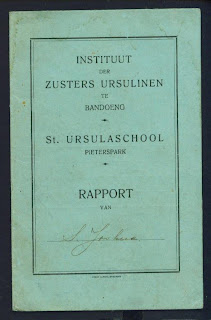 INSTITUUT
DER
ZUSTERS URSULINEN
TE
BANDOENG
St. URSULASCHOOL
PIETERSPARK
RAPPORT
VAN